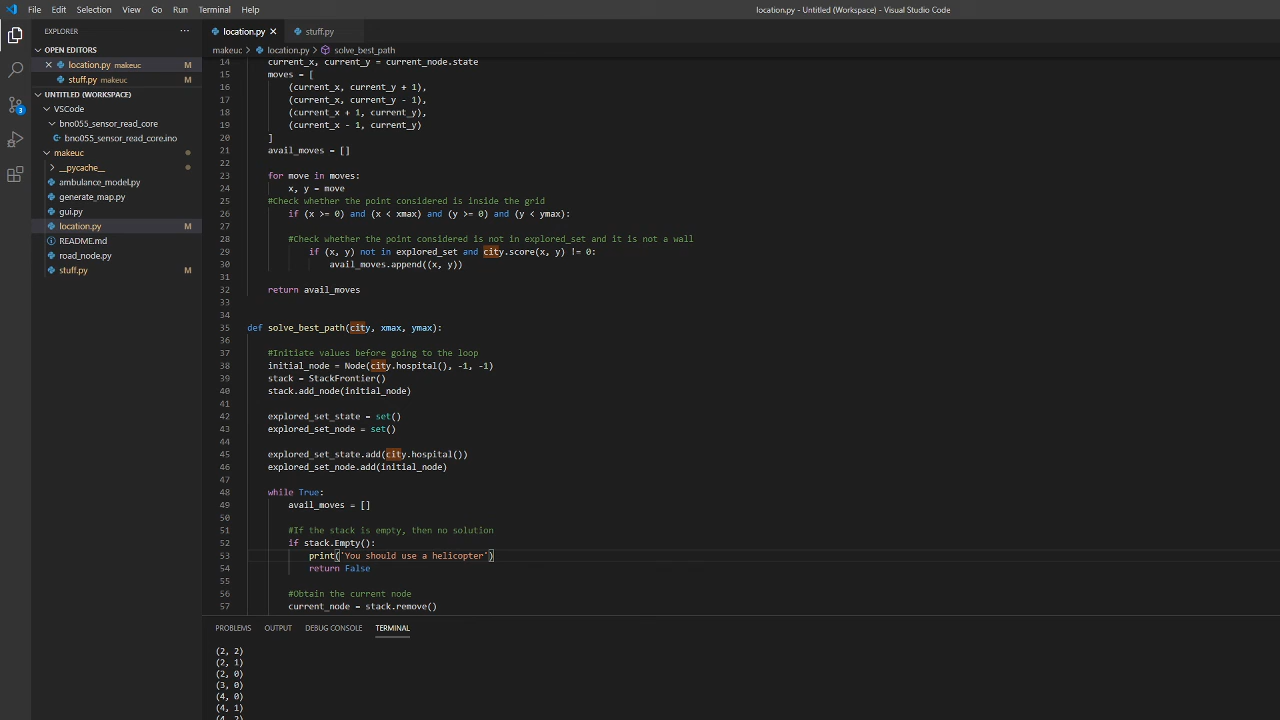 File Edit Selection View Go Run Terminal Help
location.py - Untitled (Workspace) - Visual Studio Code
EXPLORER
OPEN EDITORS
location.py makeuc M
stuff.py makeuc M
UNTITLED (WORKSPACE)
3
VSCode
bno055_sensor_read_core
bno055_sensor_read_core.ino
makeuc
__pycache__
ambulance_model.py
generate_map.py
gui.py
location.py M
README.md
road_node.py
stuff.py M
location.py stuff.py
makeuc > location.py > solve_best_path
14 current_x, current_y = current_node.state
15 moves = [
16 (current_x, current_y + 1),
17 (current_x, current_y - 1),
18 (current_x + 1, current_y),
19 (current_x - 1, current_y)
20 ]
21 avail_moves = []
22
23 for move in moves:
24 x, y = move
25 #Check whether the point considered is inside the grid
26 if (x >= 0) and (x < xmax) and (y >= 0) and (y < ymax):
27
28 #Check whether the point considered is not in explored_set and it is not a wall
29 if (x, y) not in explored_set and city.score(x, y) != 0:
30 avail_moves.append((x, y))
31
32 return avail_moves
33
34
35 def solve_best_path(city, xmax, ymax):
36
37 #Initiate values before going to the loop
38 initial_node = Node(city.hospital(), -1, -1)
39 stack = StackFrontier()
40 stack.add_node(initial_node)
41
42 explored_set_state = set()
43 explored_set_node = set()
44
45 explored_set_state.add(city.hospital())
46 explored_set_node.add(initial_node)
47
48 while True:
49 avail_moves = []
50
51 #If the stack is empty, then no solution
52 if stack.Empty():
53 print('You should use a helicopter')
54 return False
55
56 #Obtain the current node
57 current_node = stack.remove()
PROBLEMS OUTPUT DEBUG CONSOLE TERMINAL
(2, 2)
(2, 1)
(2, 0)
(3, 0)
(4, 0)
(4, 1)
(4, 2)